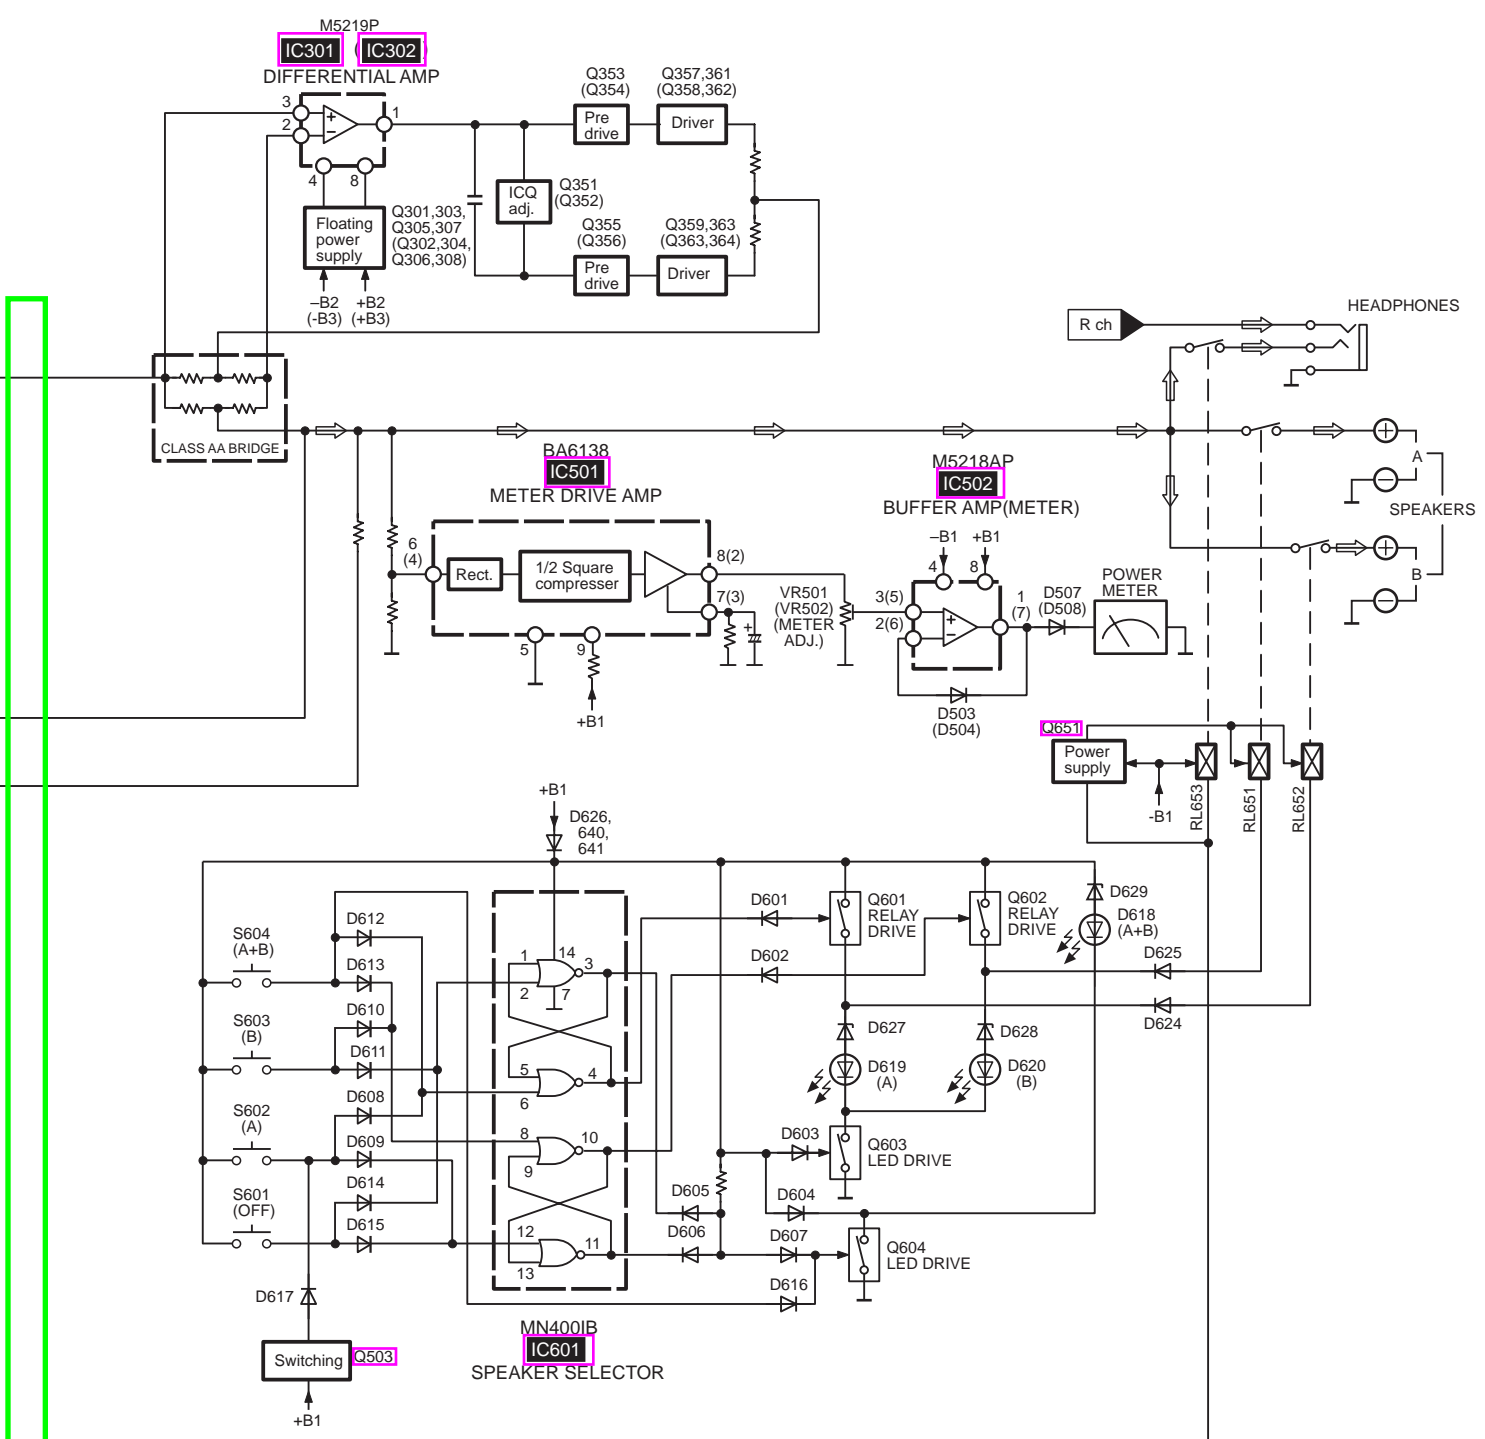 M5219P
IC301 (IC302)
DIFFERENTIAL AMP
3
2
+
–
1
4
8
Floating
power
supply
Q301,303,
Q305,307
(Q302,304,
Q306,308)
–B2
(-B3)
+B2
(+B3)
ICQ
adj.
Q351
(Q352)
Q353
(Q354)
Pre
drive
Q357,361
(Q358,362)
Driver
Q355
(Q356)
Pre
drive
Q359,363
(Q363,364)
Driver
CLASS AA BRIDGE
R ch
HEADPHONES
A
SPEAKERS
B
BA6138
IC501
METER DRIVE AMP
6
(4)
Rect.
1/2 Square
compresser
8(2)
7(3)
+
5
9
+B1
VR501
(VR502)
(METER
ADJ.)
M5218AP
IC502
BUFFER AMP(METER)
–B1
+B1
4
8
3(5)
2(6)
+
–
1
(7)
D507
(D508)
D503
(D504)
POWER
METER
Q651
Power
supply
-B1
RL653
RL651
RL652
+B1
D626,
640,
641
S604
(A+B)
S603
(B)
S602
(A)
S601
(OFF)
D612
D613
D610
D611
D608
D609
D614
D615
D617
Switching
Q503
+B1
1
2
14
3
7
5
6
4
8
9
10
12
13
11
MN400IB
IC601
SPEAKER SELECTOR
D601
D602
Q601
RELAY
DRIVE
Q602
RELAY
DRIVE
D629
D618
(A+B)
D625
D624
D627
D628
D619
(A)
D620
(B)
D603
Q603
LED DRIVE
D605
D604
D606
D607
D616
Q604
LED DRIVE